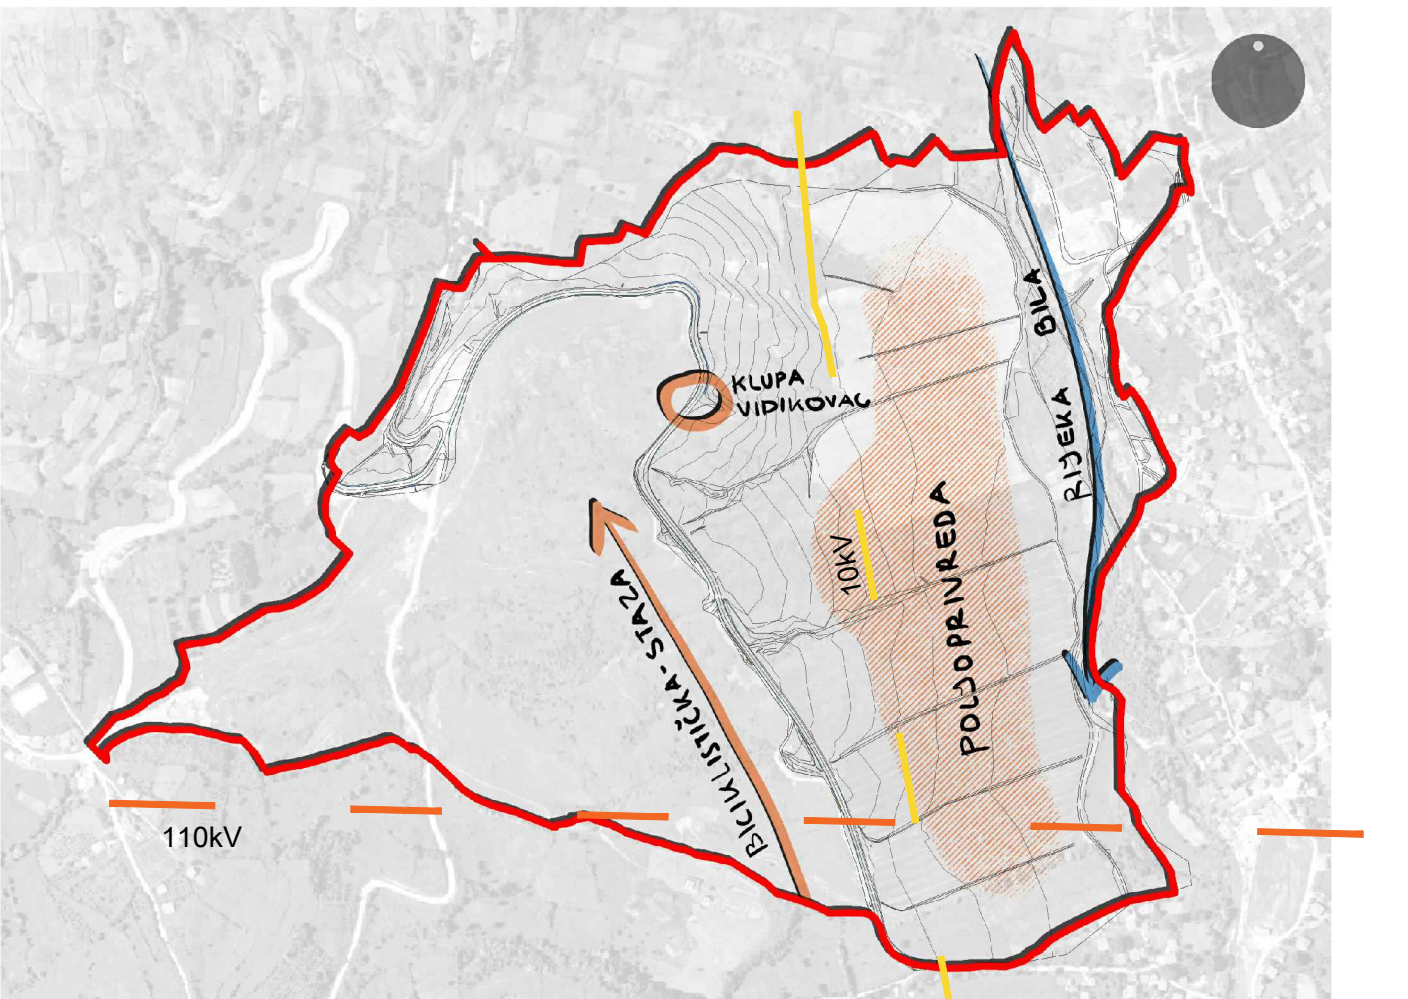 KLUPA
VIDIKOVAC
RIJEKA BILA
POLJOPRIVREDA
10kV
BICIKLISTIČKA-STAZA
110kV